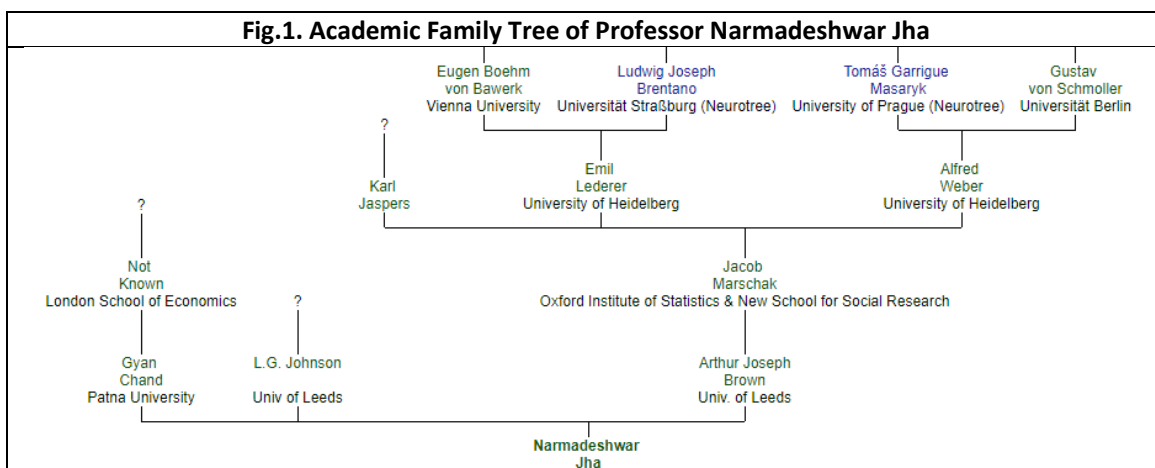 Fig.1. Academic Family Tree of Professor Narmadeshwar Jha
Eugen Boehm
von Bawerk
Vienna University
Ludwig Joseph
Brentano
Universität Straßburg (Neurotree)
Tomáš Garrigue
Masaryk
University of Prague (Neurotree)
Gustav
von Schmoller
Universität Berlin
?
Karl
Jaspers
Emil
Lederer
University of Heidelberg
Alfred
Weber
University of Heidelberg
?
Not
Known
London School of Economics
?
Jacob
Marschak
Oxford Institute of Statistics & New School for Social Research
Gyan
Chand
Patna University
L.G. Johnson
Univ of Leeds
Arthur Joseph
Brown
Univ. of Leeds
Narmadeshwar
Jha